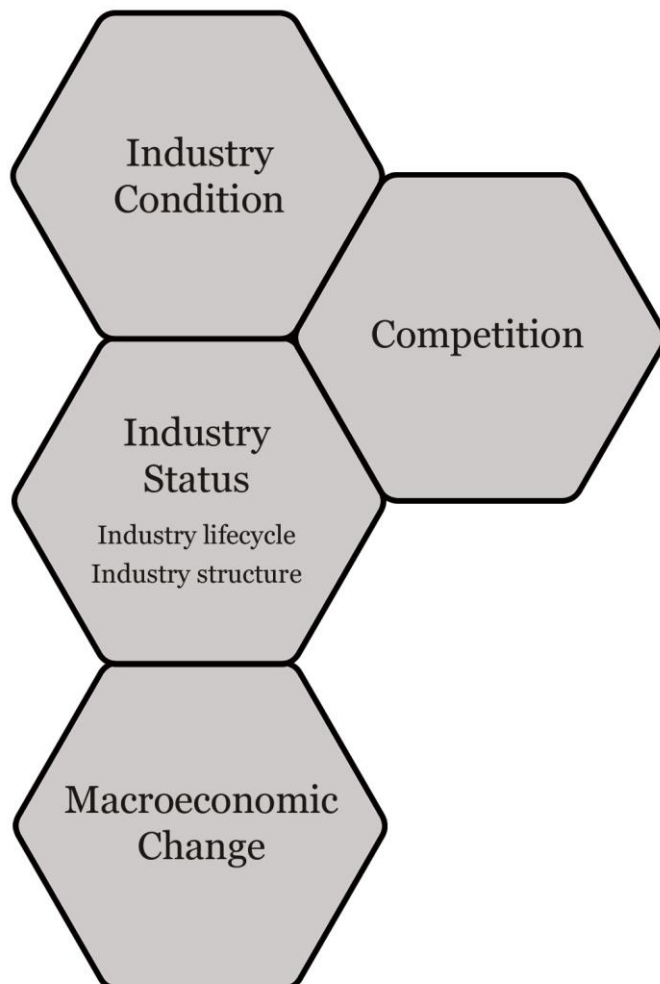 Industry
Condition
Competition
Industry
Status
Industry lifecycle
Industry structure
Macroeconomic
Change